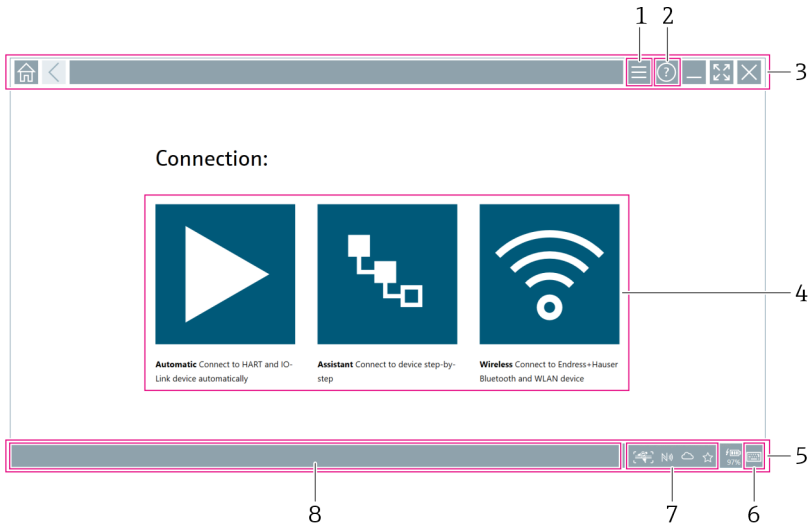 1 2
?
3
Connection:
4
Automatic Connect to HART and IO-
Link device automatically
Assistant Connect to device step-by-
step
Wireless Connect to Endress+Hauser
Bluetooth and WLAN device
97%
5
8 7 6